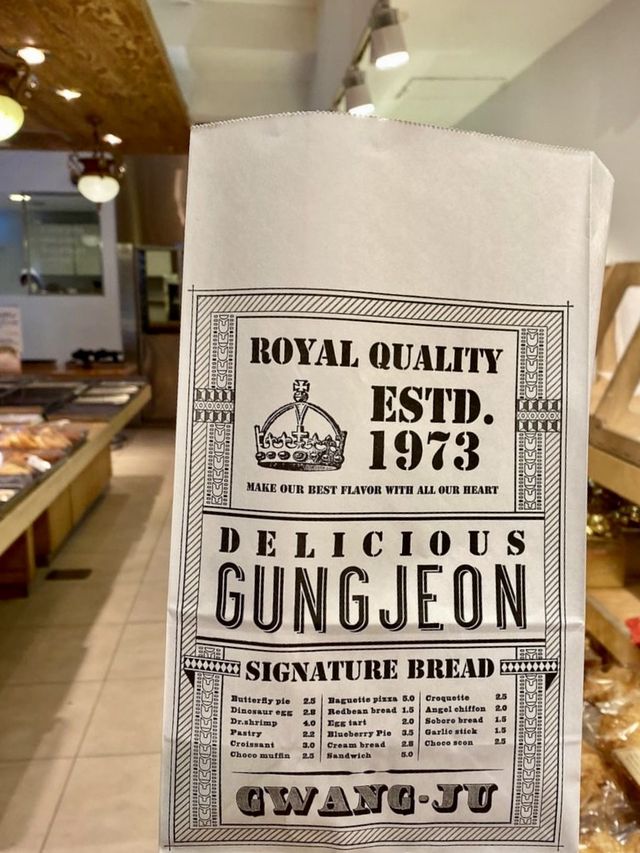 ROYAL QUALITY
ESTD.
1973
MAKE OUR BEST FLAVOR WITH ALL OUR HEART
DELICIOUS
GUNGJEON
SIGNATURE BREAD
Butterfly pie 2.5
Dinosaur egg 2.8
Dr.shrimp 4.0
Pastry 2.2
Croissant 3.0
Choco muffin 2.5
Baguette pizza 5.0
Redbean bread 1.5
Egg tart 2.0
Blueberry Pie 3.5
Cream bread 2.8
Sandwich 5.0
Croquette 2.5
Angel chiffon 2.0
Soboro bread 1.5
Garlic stick 1.5
Choco scon 2.5
GWANG-JU